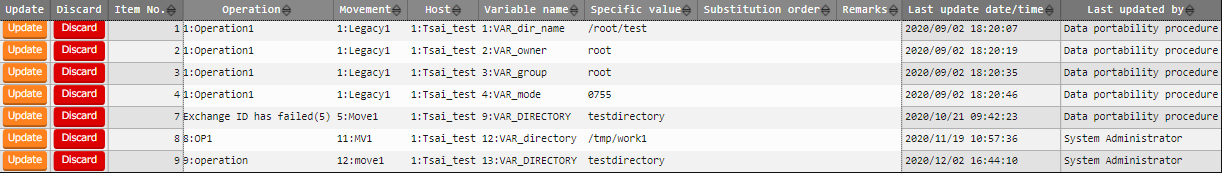 Update Discard Item No. Operation Movement Host Variable name Specific value Substitution order Remarks Last update date/time Last updated by
Update Discard 1 1:Operation1 1:Legacy1 1:Tsai_test 1:VAR_dir_name /root/test 2020/09/02 18:20:07 Data portability procedure
Update Discard 2 1:Operation1 1:Legacy1 1:Tsai_test 2:VAR_owner root 2020/09/02 18:20:19 Data portability procedure
Update Discard 3 1:Operation1 1:Legacy1 1:Tsai_test 3:VAR_group root 2020/09/02 18:20:35 Data portability procedure
Update Discard 4 1:Operation1 1:Legacy1 1:Tsai_test 4:VAR_mode 0755 2020/09/02 18:20:46 Data portability procedure
Update Discard 7 Exchange ID has failed(5) 5:Move1 1:Tsai_test 9:VAR_DIRECTORY testdirectory 2020/10/21 09:42:23 Data portability procedure
Update Discard 8 8:OP1 11:MV1 1:Tsai_test 12:VAR_directory /tmp/work1 2020/11/19 10:57:36 System Administrator
Update Discard 9 9:operation 12:move1 1:Tsai_test 13:VAR_DIRECTORY testdirectory 2020/12/02 16:44:10 System Administrator